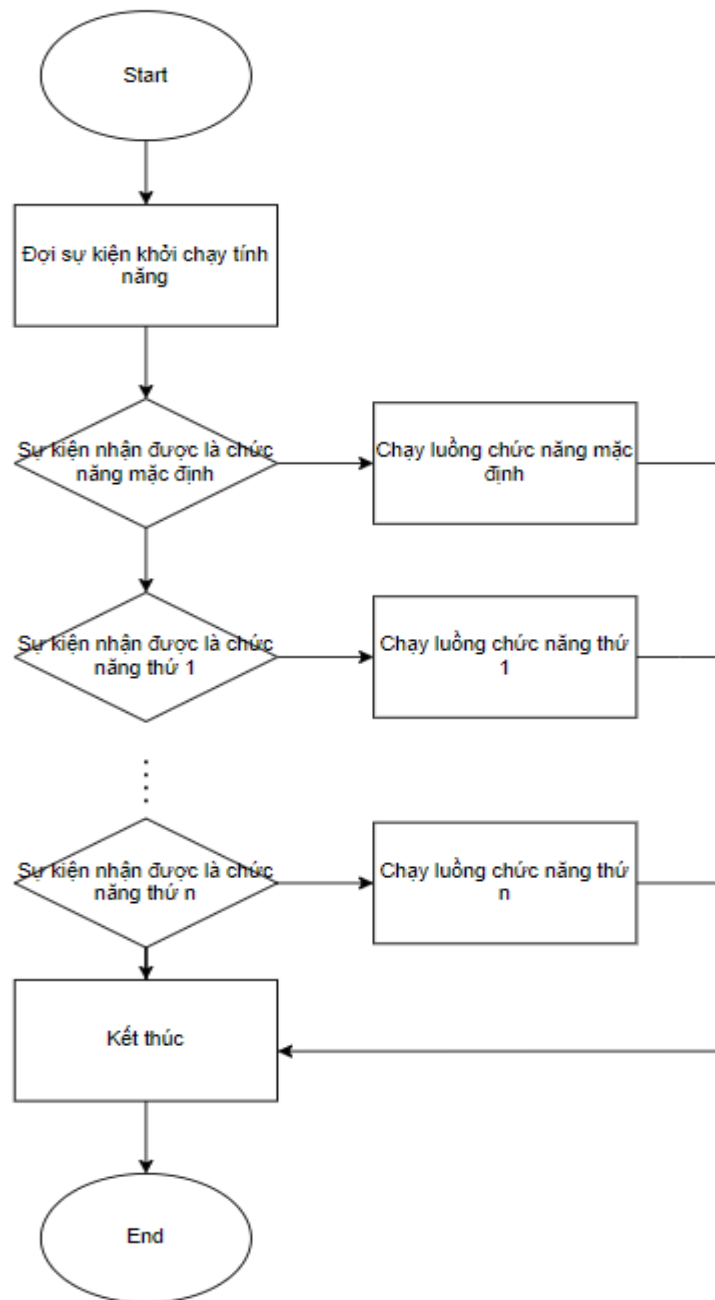 Start
Đợi sự kiện khởi chạy tính
năng
Sự kiện nhận được là chức
năng mặc định
Chạy luồng chức năng mặc
định
Sự kiện nhận được là chức
năng thứ 1
Chạy luồng chức năng thứ
1
Sự kiện nhận được là chức
năng thứ n
Chạy luồng chức năng thứ
n
Kết thúc
End